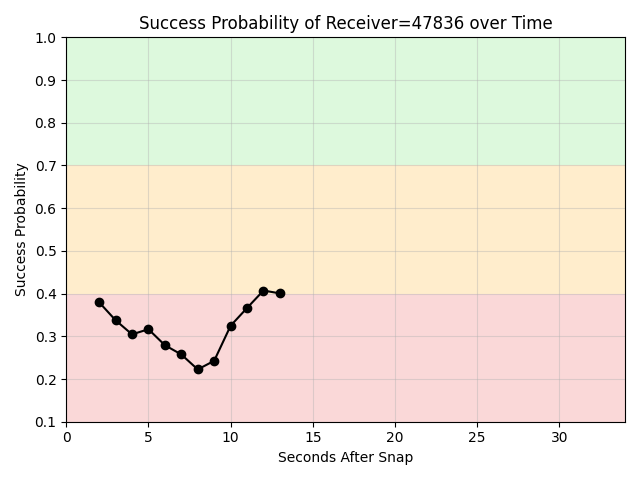 Success Probability of Receiver=47836 over Time
1.0
0.9
0.8
0.7
0.6
0.5
0.4
0.3
0.2
0.1
Success Probability
0 5 10 15 20 25 30
Seconds After Snap